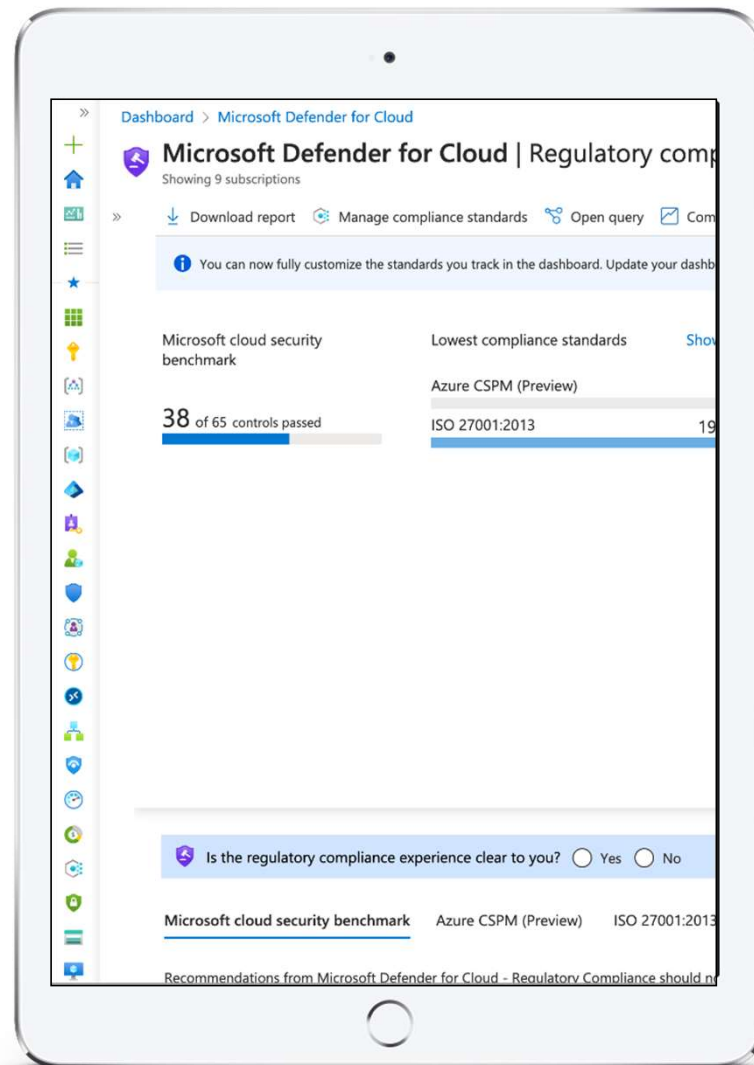 Dashboard > Microsoft Defender for Cloud
Microsoft Defender for Cloud | Regulatory comp
Showing 9 subscriptions
Download report Manage compliance standards Open query Com
You can now fully customize the standards you track in the dashboard. Update your dashb
Microsoft cloud security
benchmark
Lowest compliance standards Show
Azure CSPM (Preview)
38 of 65 controls passed
ISO 27001:2013 19
Is the regulatory compliance experience clear to you? Yes No
Microsoft cloud security benchmark Azure CSPM (Preview) ISO 27001:2013
Recommendations from Microsoft Defender for Cloud - Regulatory Compliance should